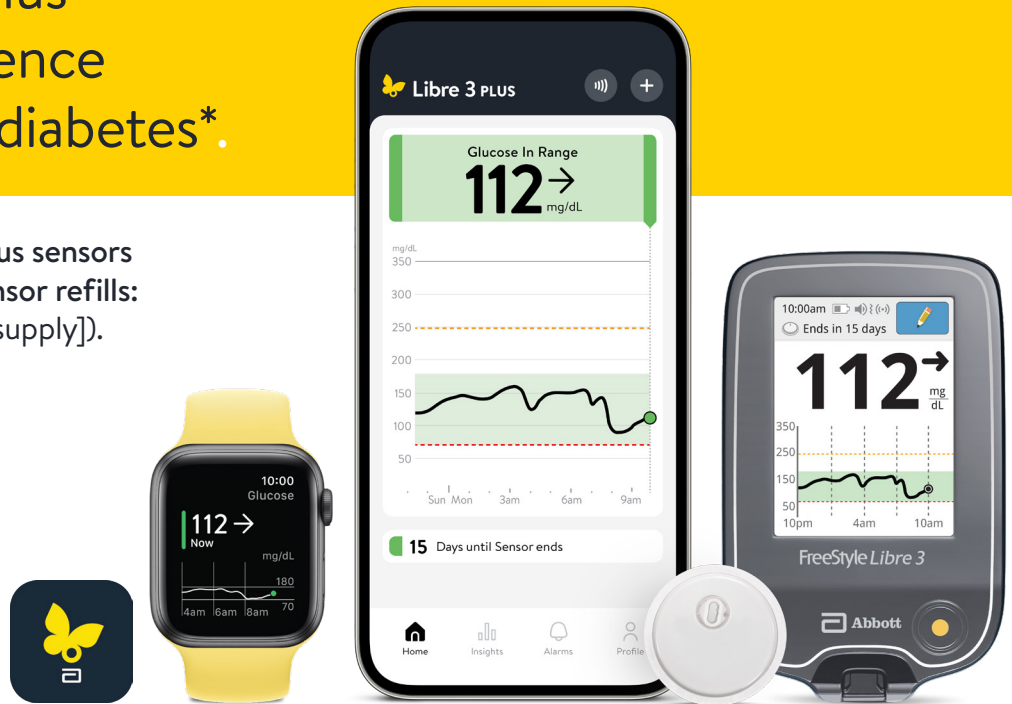 ence
diabetes*.
us sensors
nsor refills:
supply]).
Libre 3 PLUS
Glucose In Range
112→
mg/dL
mg/dL
350
300
250
200
150
100
50
Sun Mon 3am 6am 9am
15 Days until Sensor ends
Home Insights Alarms Profile
10:00
Glucose
112 →
Now
mg/dL
180
70
4am 6am 8am
10:00am
Ends in 15 days
112→
mg
dL
350
250
150
50
10pm 4am 10am
FreeStyle Libre 3
Abbott